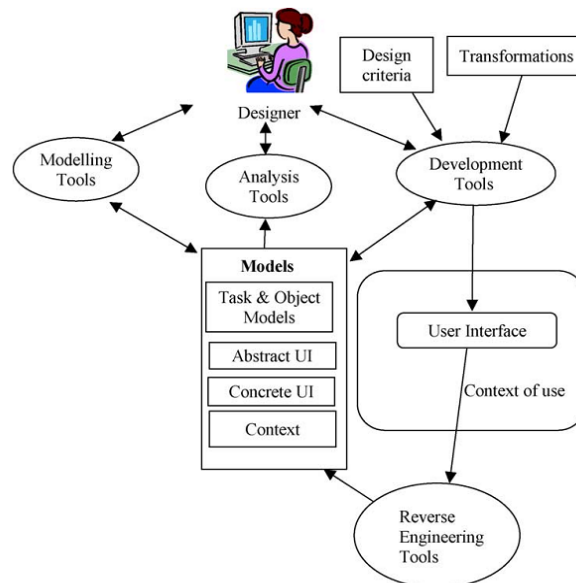 Design
criteria
Transformations
Designer
Modelling
Tools
Analysis
Tools
Development
Tools
Models
Task & Object
Models
Abstract UI
Concrete UI
Context
User Interface
Context of use
Reverse
Engineering
Tools